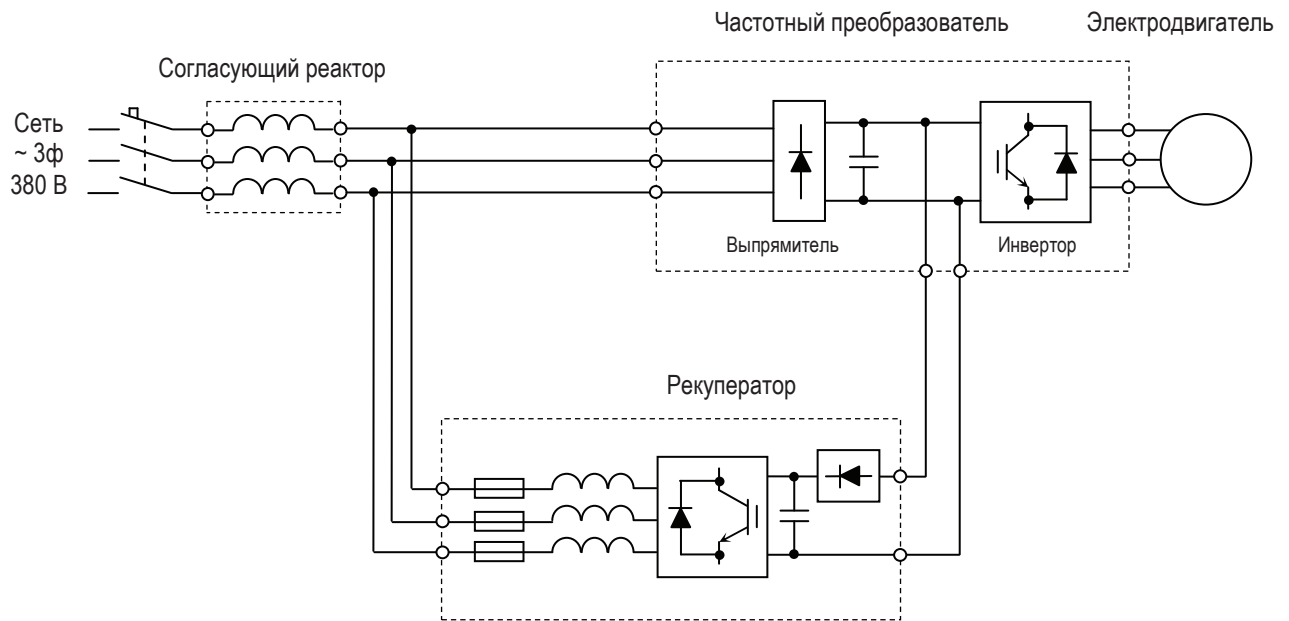 Частотный преобразователь
Электродвигатель
Согласующий реактор
Сеть
~ 3ф
380 В
Выпрямитель
Инвертор
Рекуператор